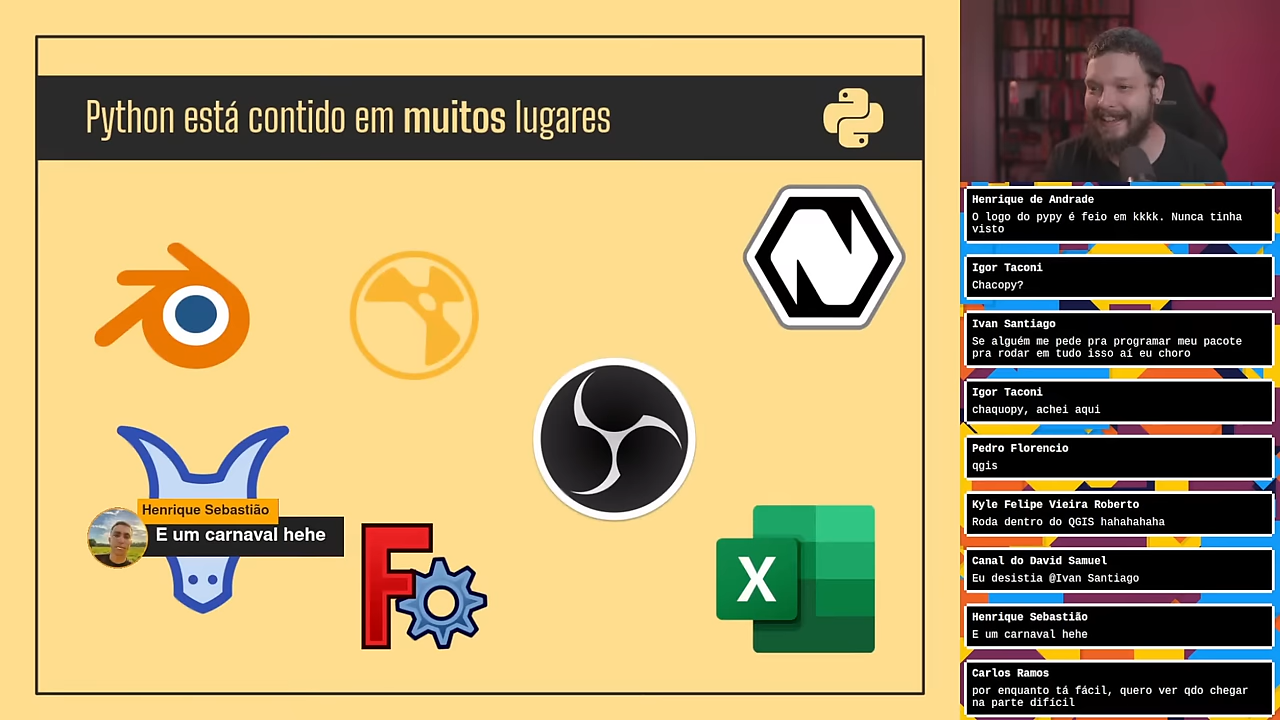 Python está contido em muitos lugares
Henrique Sebastião
E um carnaval hehe
F
X
Henrique de Andrade
O logo do pypy é feio em kkkk. Nunca tinha
visto
Igor Taconi
Chacopy?
Ivan Santiago
Se alguém me pede pra programar meu pacote
pra rodar em tudo isso aí eu choro
Igor Taconi
chaquopy, achei aqui
Pedro Florencio
qgis
Kyle Felipe Vieira Roberto
Roda dentro do QGIS hahahahaha
Canal do David Samuel
Eu desistia @Ivan Santiago
Henrique Sebastião
E um carnaval hehe
Carlos Ramos
por enquanto tá fácil, quero ver qdo chegar
na parte difícil